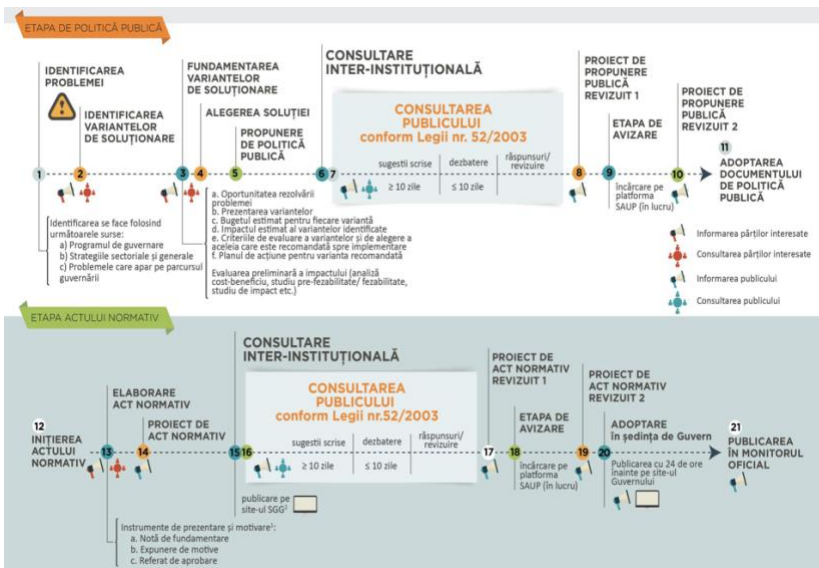 ETAPA DE POLITICĂ PUBLICĂ
1
IDENTIFICAREA
PROBLEMEI
2
IDENTIFICAREA
VARIANTELOR
DE SOLUȚIONARE
3
FUNDAMENTAREA
VARIANTELOR
DE SOLUȚIONARE
4
ALEGEREA SOLUȚIEI
5
PROPUNERE
DE POLITICĂ
PUBLICĂ
6
CONSULTARE
INTER-INSTITUȚIONALĂ
7
CONSULTAREA
PUBLICULUI
conform Legii nr. 52/2003
sugestii scrise
≥ 10 zile
dezbatere
≤ 10 zile
răspunsuri/
revizuire
8
PROIECT DE
PROPUNERE
PUBLICĂ
REVIZUIT 1
9
ETAPA DE
AVIZARE
încărcare pe
platforma
SAUP (în lucru)
10
PROIECT DE
PROPUNERE
PUBLICĂ
REVIZUIT 2
11
ADOPTAREA
DOCUMENTULUI
DE POLITICĂ
PUBLICĂ
Identificarea se face folosind
următoarele surse:
a) Programul de guvernare
b) Strategiile sectoriale și generale
c) Problemele care apar pe parcursul
guvernării
a. Oportunitatea rezolvării
problemei
b. Prezentarea variantelor
c. Bugetul estimat pentru fiecare variantă
d. Impactul estimat al variantelor identificate
e. Criteriile de evaluare a variantelor și de alegere a
aceleia care este recomandată spre implementare
f. Planul de acțiune pentru varianta recomandată
Evaluarea preliminară a impactului (analiză
cost-beneficiu, studiu pre-fezabilitate/ fezabilitate,
studiu de impact etc.)
Informarea părților interesate
Consultarea părților interesate
Informarea publicului
Consultarea publicului
ETAPA ACTULUI NORMATIV
12
INIȚIEREA
ACTULUI
NORMATIV
13
ELABORARE
ACT NORMATIV
14
PROIECT DE
ACT NORMATIV
15
CONSULTARE
INTER-INSTITUȚIONALĂ
16
CONSULTAREA
PUBLICULUI
conform Legii nr.52/2003
sugestii scrise
≥ 10 zile
dezbatere
≤ 10 zile
răspunsuri/
revizuire
publicare pe
site-ul SGG²
17
PROIECT DE
ACT NORMATIV
REVIZUIT 1
18
ETAPA DE
AVIZARE
încărcare pe
platforma
SAUP (în lucru)
19
PROIECT DE
ACT NORMATIV
REVIZUIT 2
20
ADOPTARE
în ședința de Guvern
Publicarea cu 24 de ore
înainte pe site-ul
Guvernului
21
PUBLICAREA
ÎN MONITORUL
OFICIAL
Instrumente de prezentare și motivare¹:
a. Notă de fundamentare
b. Expunere de motive
c. Referat de aprobare